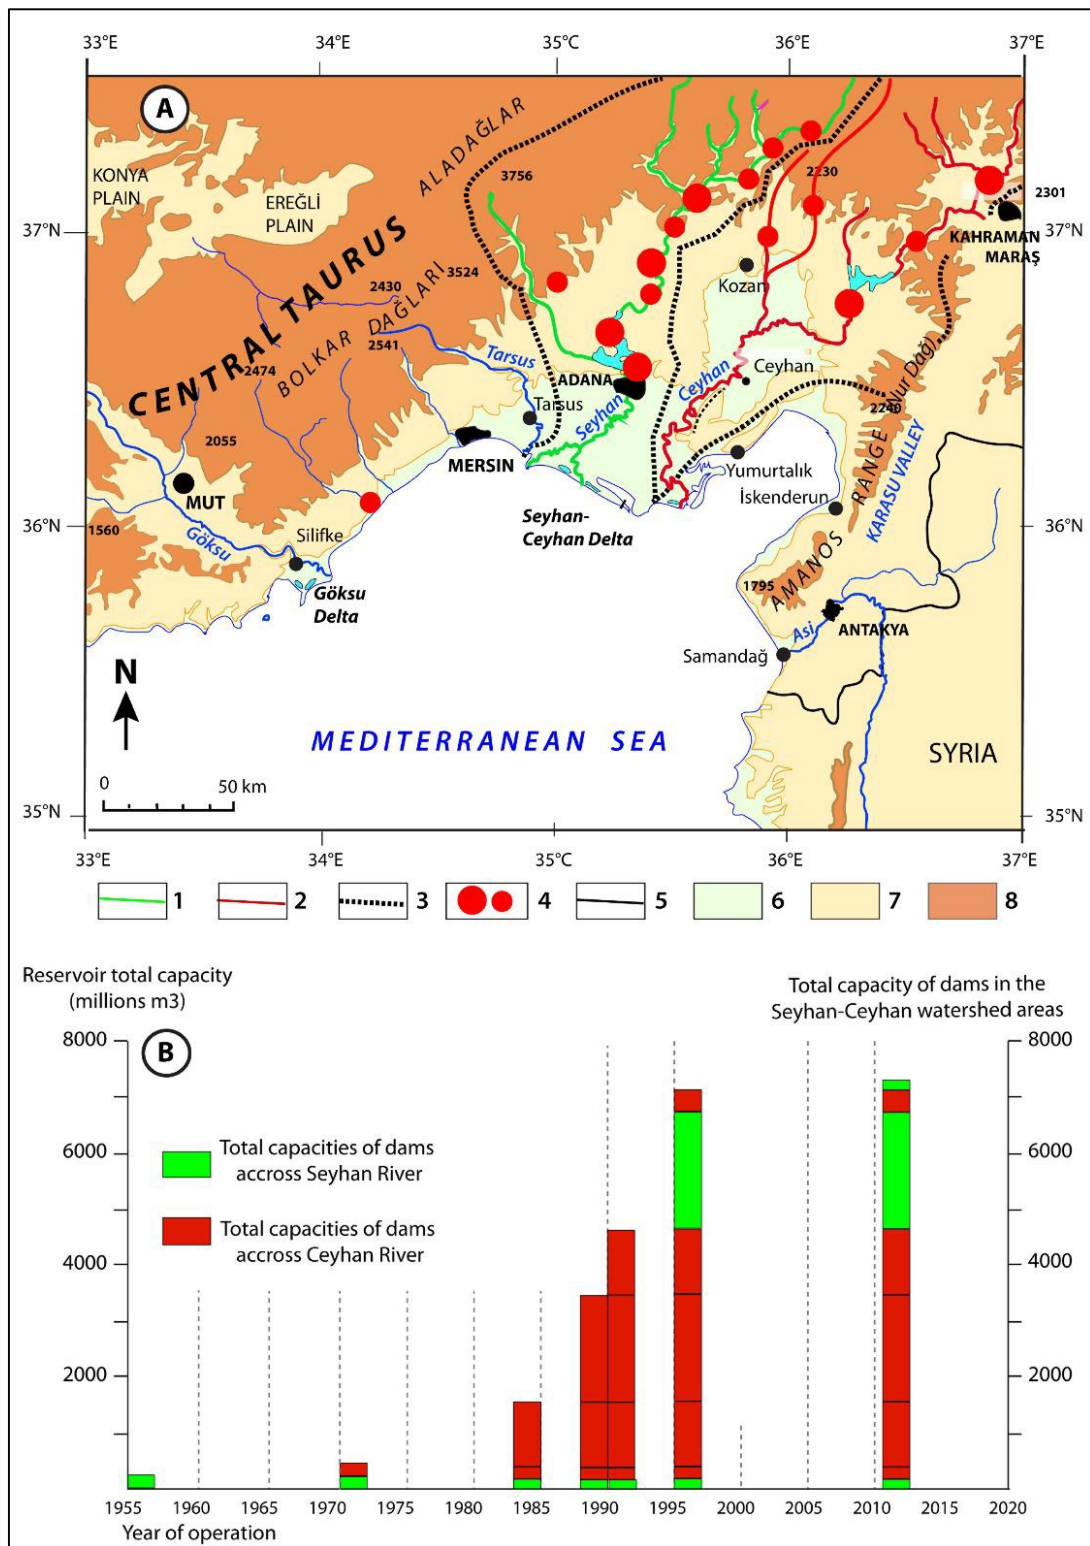 33°E 34°E 35°C 36°E 37°E
A
KONYA
PLAIN
EREĞLİ
PLAIN
ALADAĞLAR
3756
2230
2301
37°N
37°N
KAHRAMAN
MARAŞ
CENTRAL TAURUS
BOLKAR DAĞLARI
3524
2430
2541
2474
2055
Kozan
Tarsus
ADANA
Tarsus
Seyhan
Ceyhan
Ceyhan
Nur Dağl.
2240
MERSIN
MUT
Yumurtalık
İskenderun
AMANOS RANGE
KARASU VALLEY
36°N
36°N
1560
Göksu
Silifke
Seyhan-
Ceyhan Delta
Göksu
Delta
1795
Asi
ANTAKYA
Samandağ
N
MEDITERRANEAN SEA
SYRIA
0 50 km
35°N
35°N
33°E 34°E 35°E 36°E 37°E
1 2 3 4 5 6 7 8
Reservoir total capacity
(millions m3)
Total capacity of dams in the
Seyhan-Ceyhan watershed areas
B
8000
8000
Total capacities of dams
accross Seyhan River
6000
6000
Total capacities of dams
accross Ceyhan River
4000
4000
2000
2000
1955 1960 1965 1970 1975 1980 1985 1990 1995 2000 2005 2010 2015 2020
Year of operation